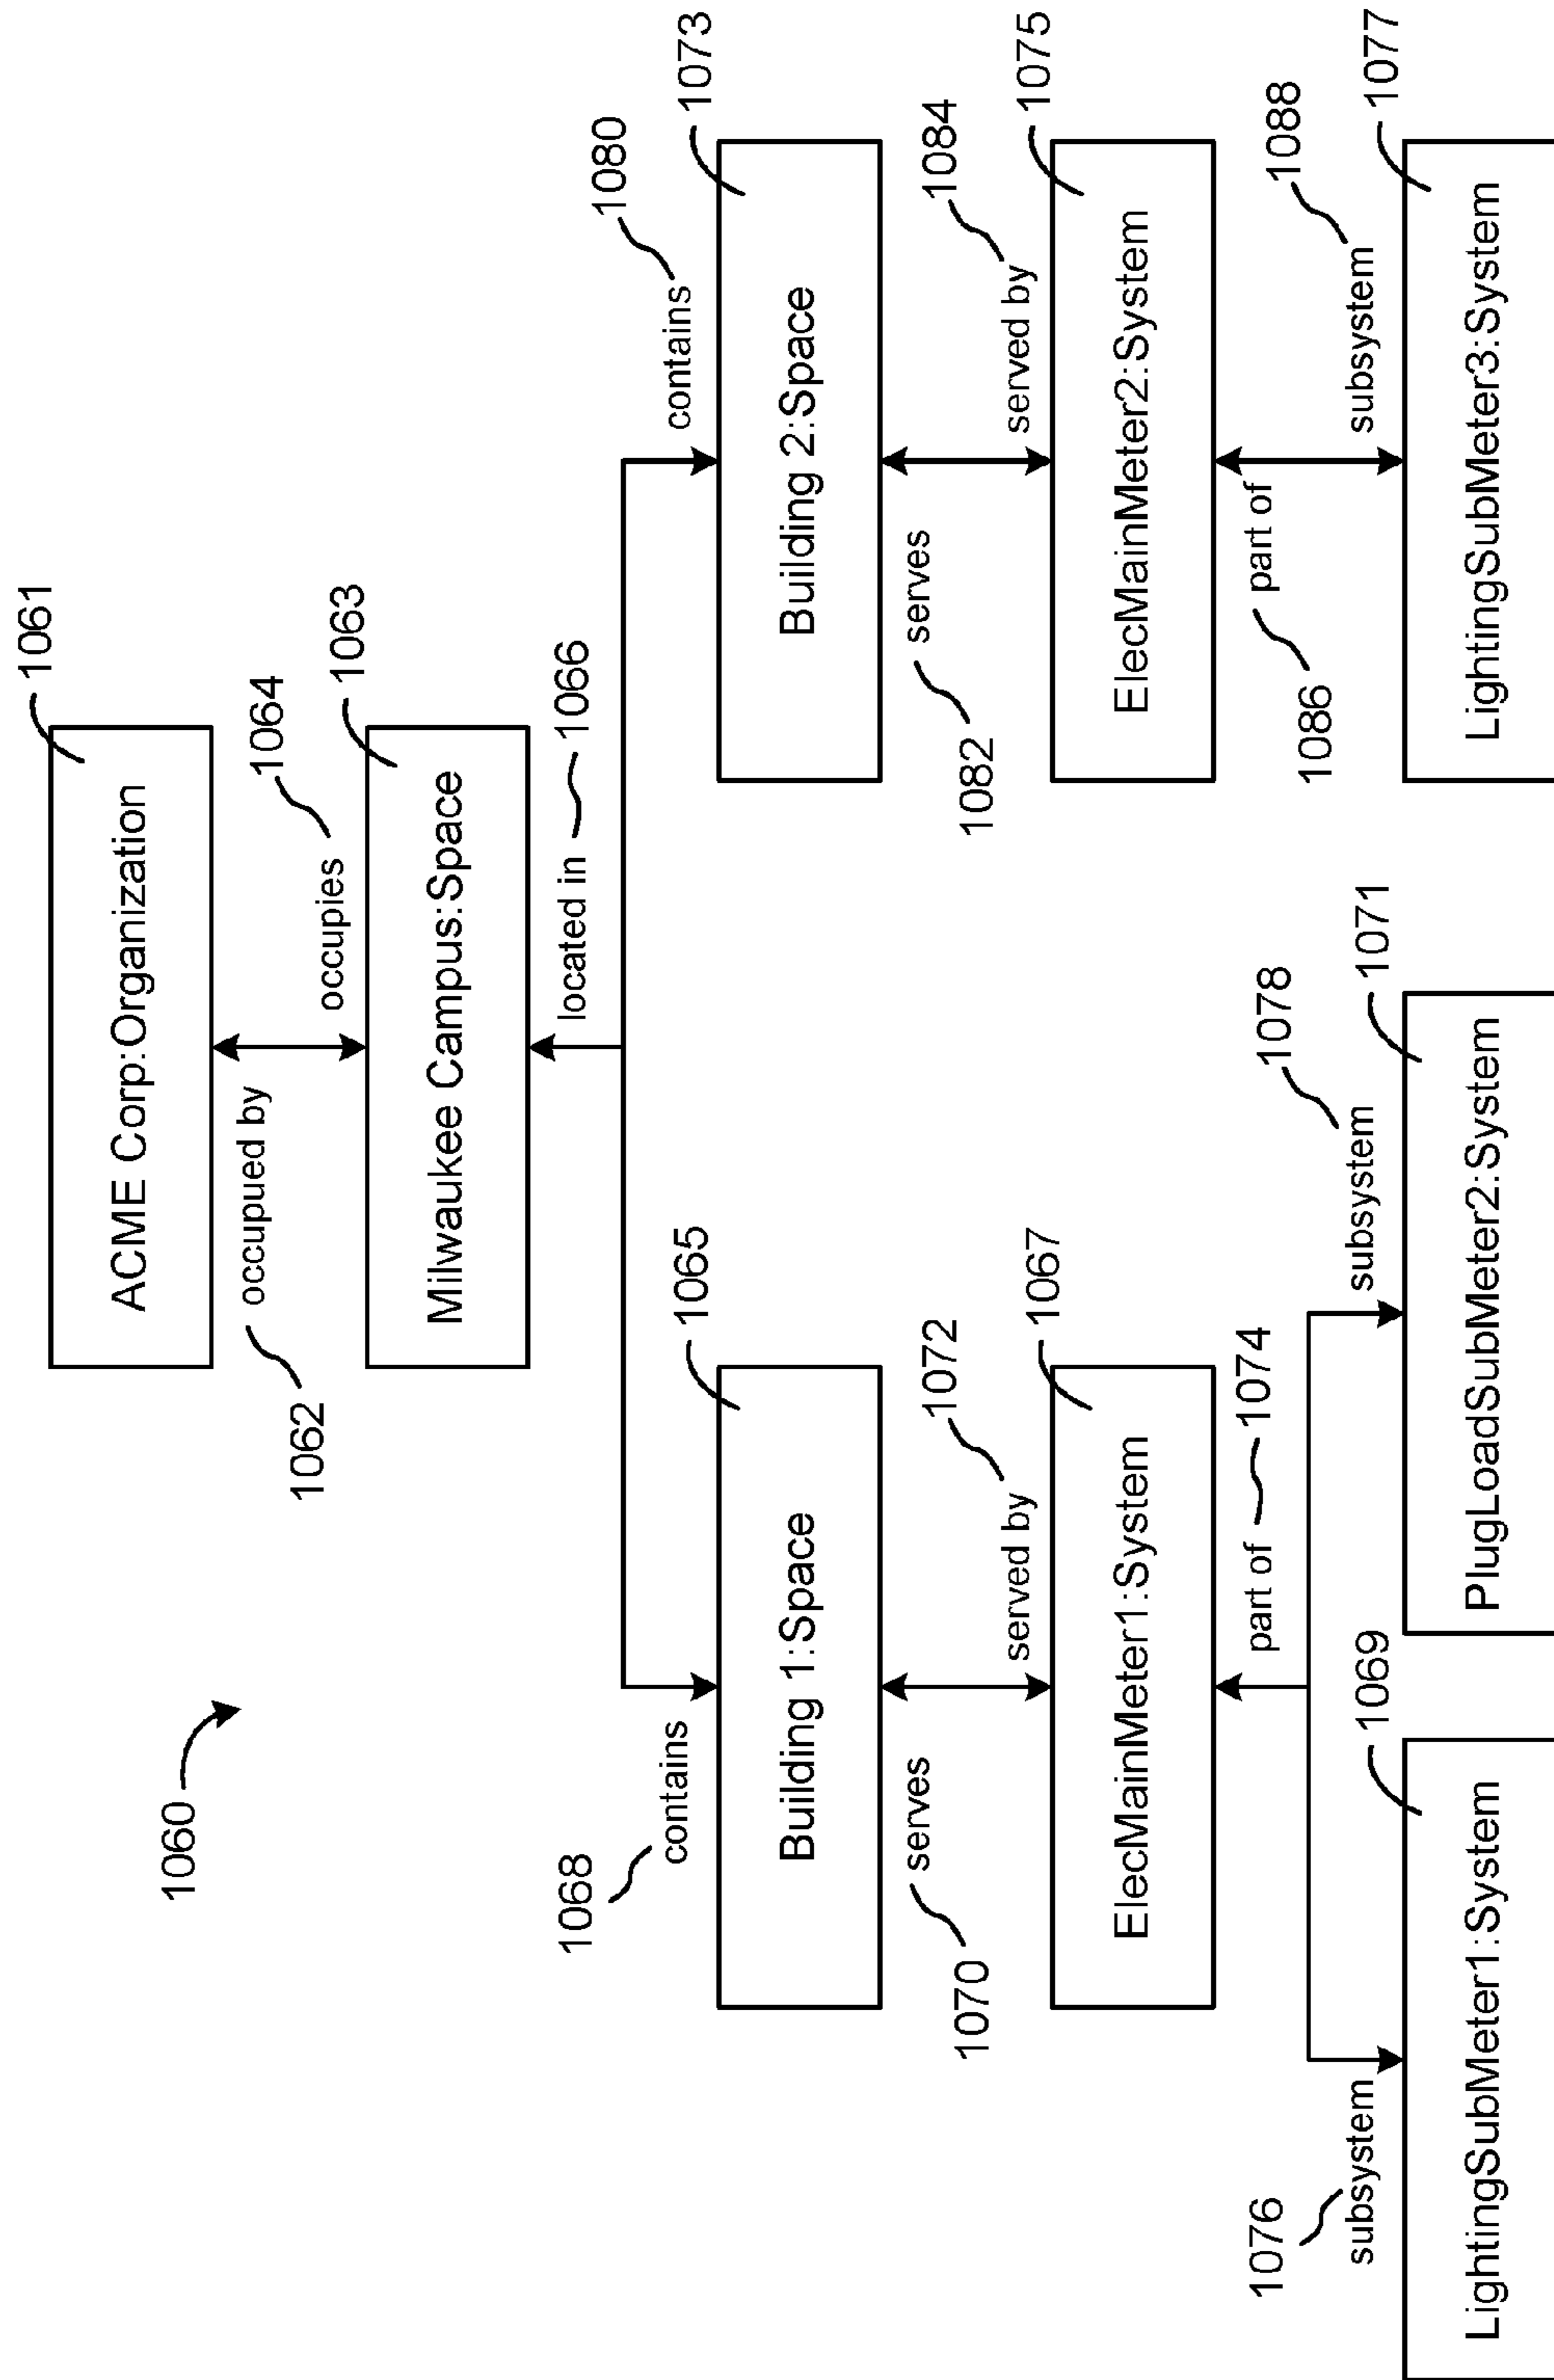 1060
ACME Corp:Organization
1061
occupued by
1062
occupies
1064
Milwaukee Campus:Space
1063
located in
1066
1068
contains
contains
1080
Building 1:Space
1065
Building 2:Space
1073
serves
1070
served by
1072
serves
1082
served by
1084
ElecMainMeter1:System
1067
ElecMainMeter2:System
1075
part of
1074
part of
1086
1076
subsystem
subsystem
1078
subsystem
1088
LightingSubMeter1:System
1069
PlugLoadSubMeter2:System
1071
LightingSubMeter3:System
1077